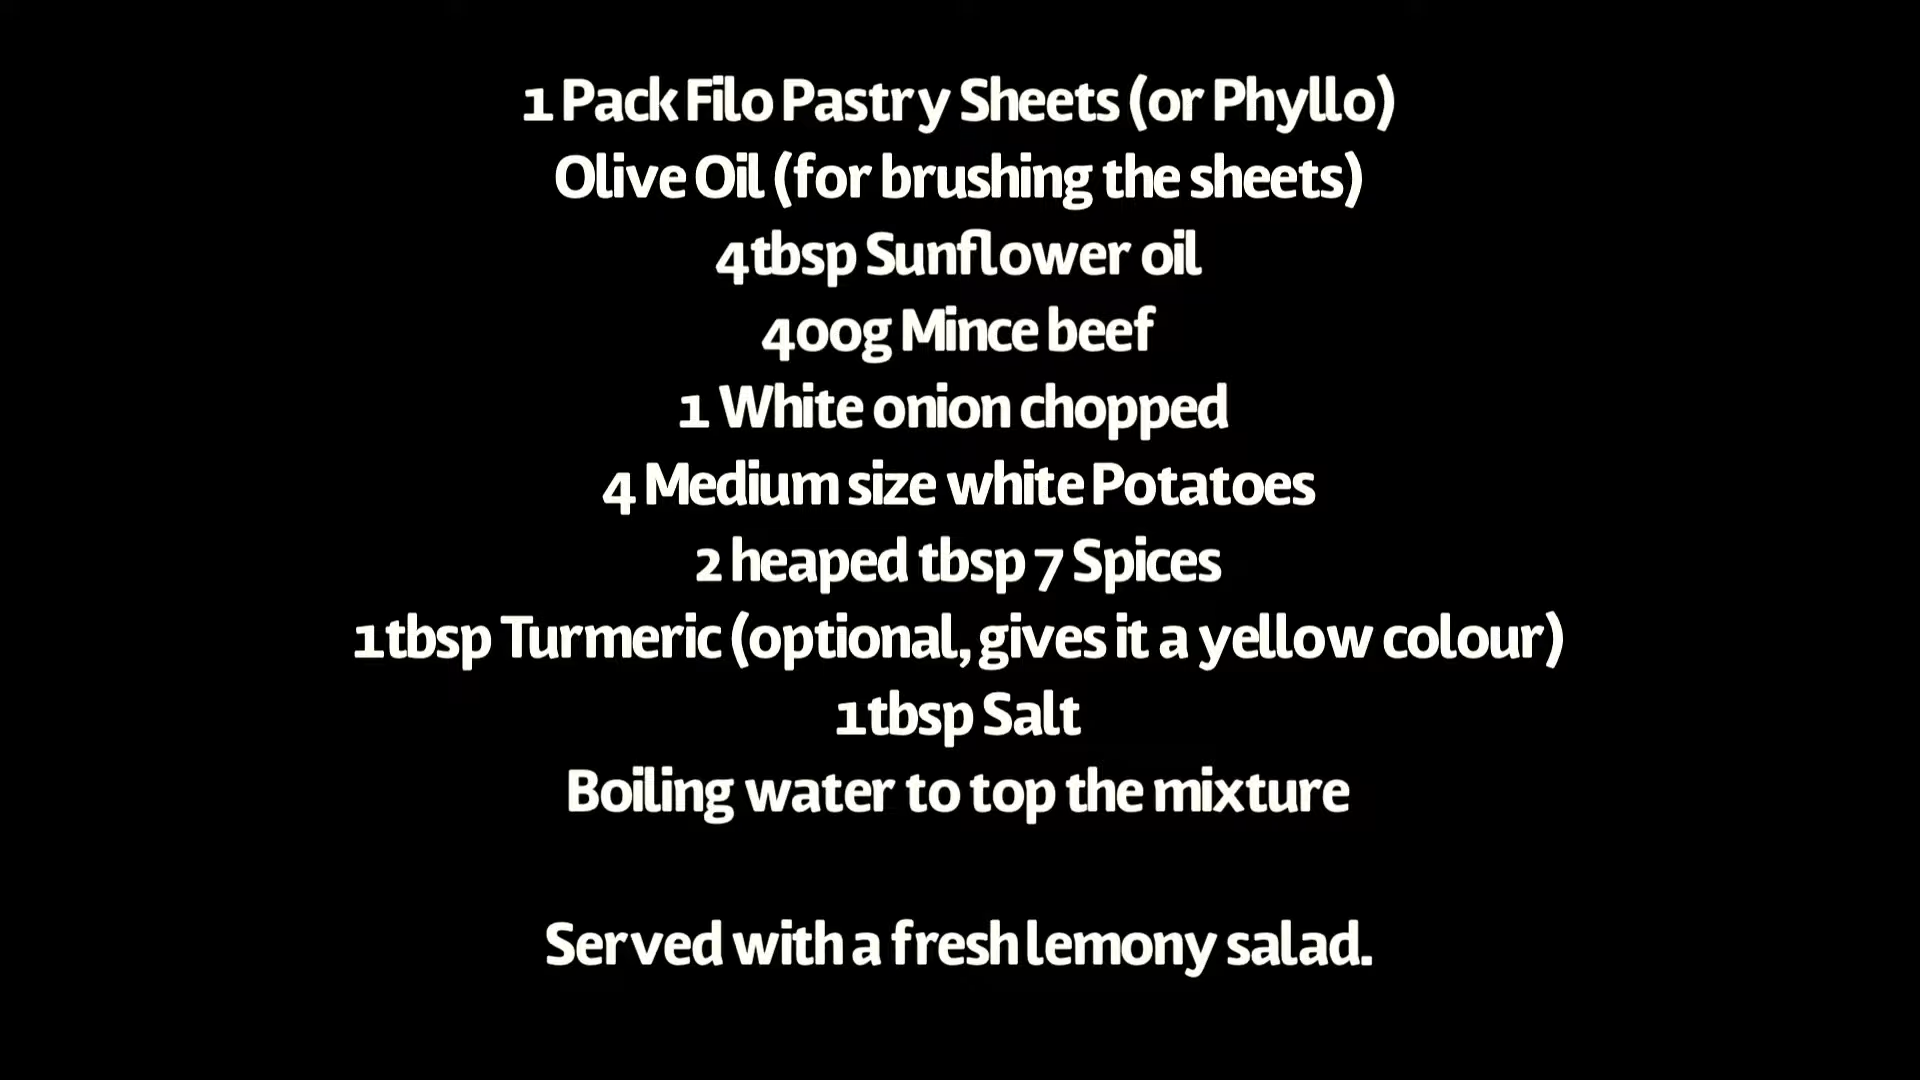 1 Pack Filo Pastry Sheets (or Phyllo)
Olive Oil (for brushing the sheets)
4tbsp Sunflower oil
400g Mince beef
1 White onion chopped
4 Medium size white Potatoes
2 heaped tbsp 7 Spices
1tbsp Turmeric (optional, gives it a yellow colour)
1tbsp Salt
Boiling water to top the mixture
Served with a fresh lemony salad.